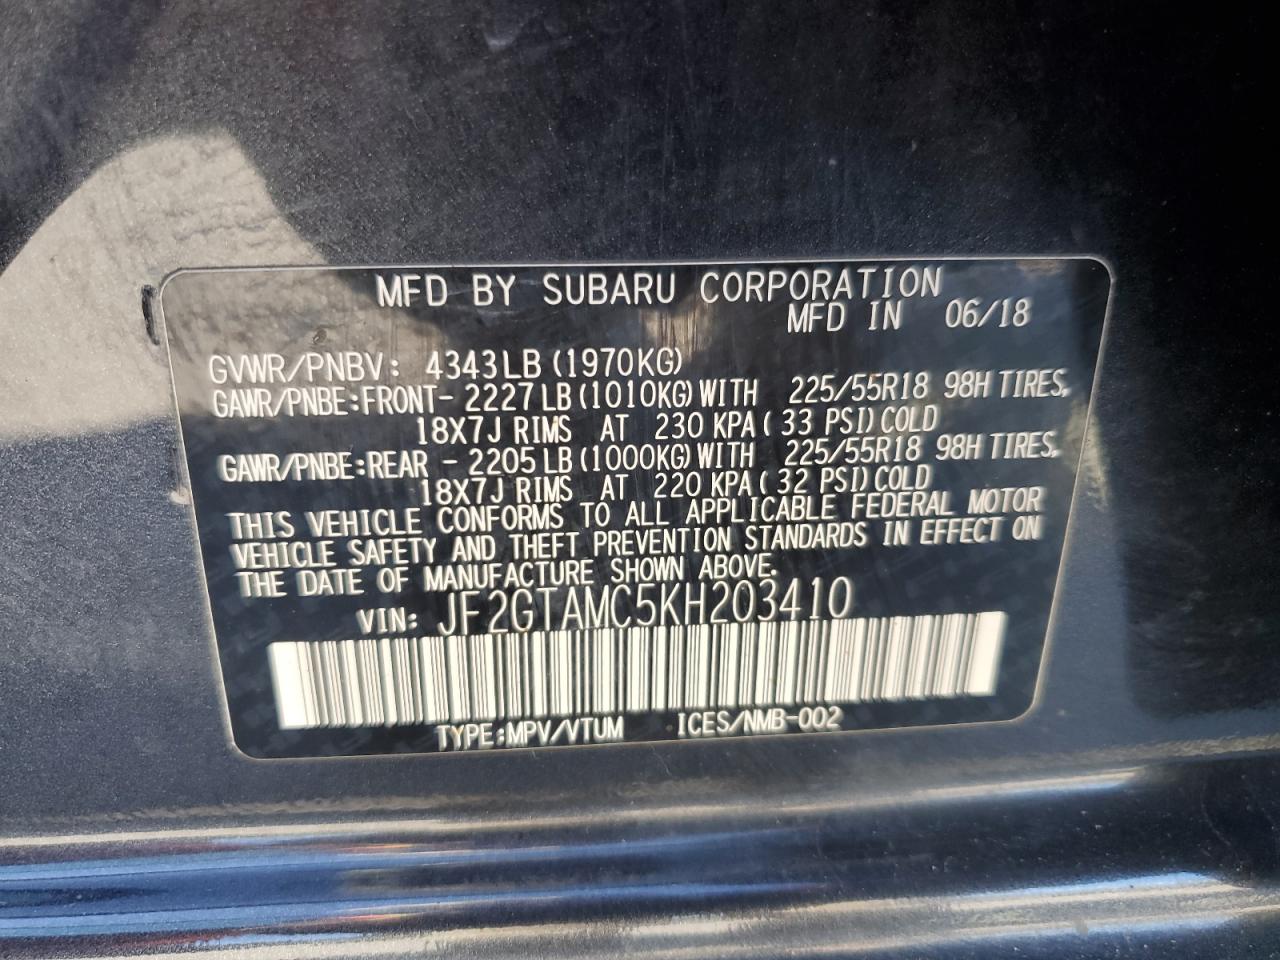 MFD BY SUBARU CORPORATION
MFD IN 06/18
GVWR/PNBV: 4343LB (1970KG)
GAWR/PNBE:FRONT- 2227LB (1010KG) WITH 225/55R18 98H TIRES,
18X7J RIMS AT 230 KPA ( 33 PSI) COLD
GAWR/PNBE:REAR - 2205LB (1000KG) WITH 225/55R18 98H TIRES,
18X7J RIMS AT 220 KPA ( 32 PSI) COLD
THIS VEHICLE CONFORMS TO ALL APPLICABLE FEDERAL MOTOR
VEHICLE SAFETY AND THEFT PREVENTION STANDARDS IN EFFECT ON
THE DATE OF MANUFACTURE SHOWN ABOVE.
VIN: JF2GTAMC5KH203410
TYPE:MPV/VTUM ICES/NMB-002